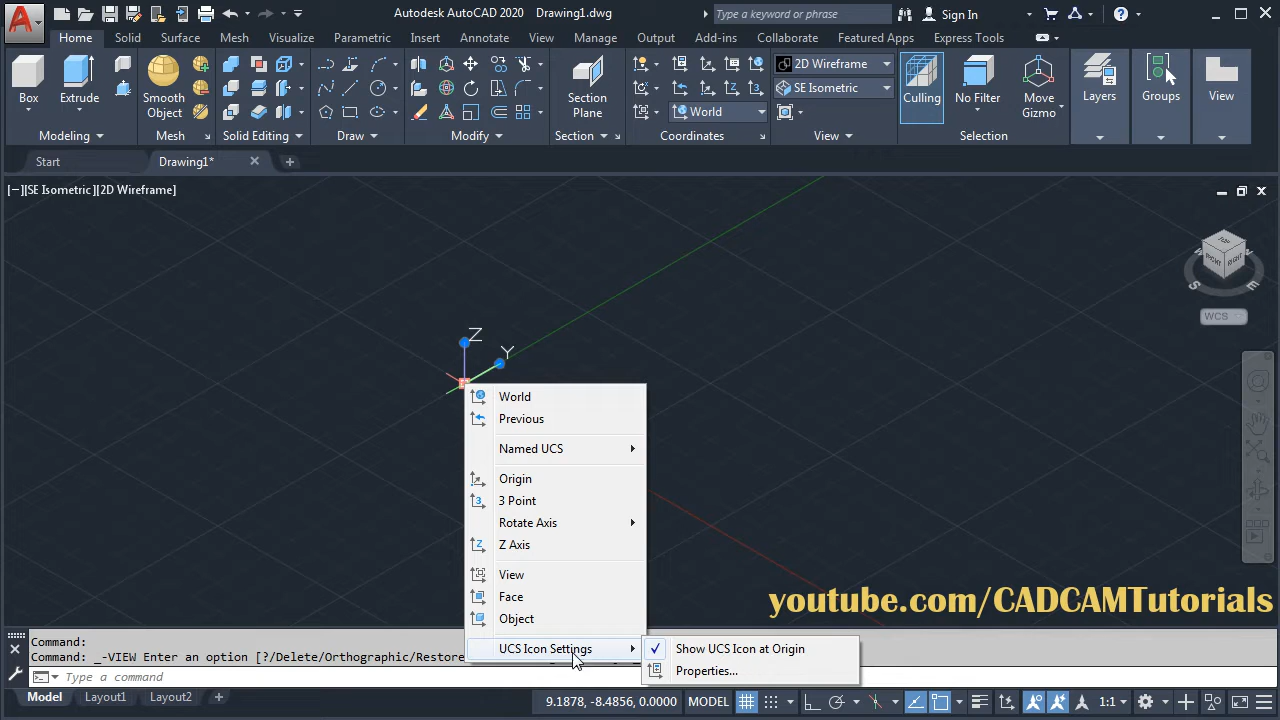 Autodesk AutoCAD 2020 Drawing1.dwg Type a keyword or phrase Sign In
Home Solid Surface Mesh Visualize Parametric Insert Annotate View Manage Output Add-ins Collaborate Featured Apps Express Tools
Box Extrude Smooth Object Section Plane World 2D Wireframe SE Isometric Culling No Filter Move Gizmo Layers Groups View
Modeling Mesh Solid Editing Draw Modify Section Coordinates View Selection
Start Drawing1*
[−][SE Isometric][2D Wireframe]
TOP
FRONT RIGHT
S E
WCS
Z
Y
World
Previous
Named UCS
Origin
3 Point
Rotate Axis
Z Axis
View
Face
Object
UCS Icon Settings
Show UCS Icon at Origin
Properties...
youtube.com/CADCAMTutorials
Command:
Command: _-VIEW Enter an option [?/Delete/Orthographic/Restore
Type a command
Model Layout1 Layout2 + 9.1878, -8.4856, 0.0000 MODEL 1:1